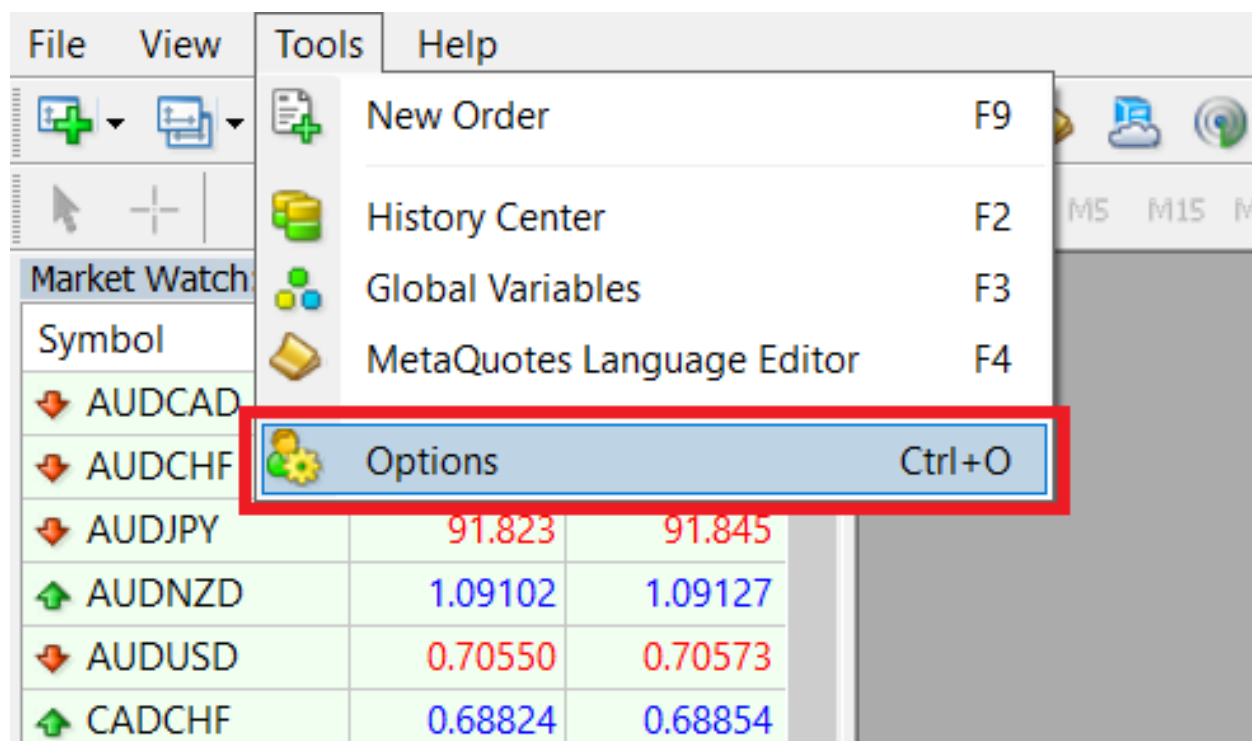 File View Tools Help
New Order F9
History Center F2
M5 M15
Global Variables F3
MetaQuotes Language Editor F4
Options Ctrl+O
Market Watch:
Symbol
AUDCAD
AUDCHF
AUDJPY 91.823 91.845
AUDNZD 1.09102 1.09127
AUDUSD 0.70550 0.70573
CADCHF 0.68824 0.68854